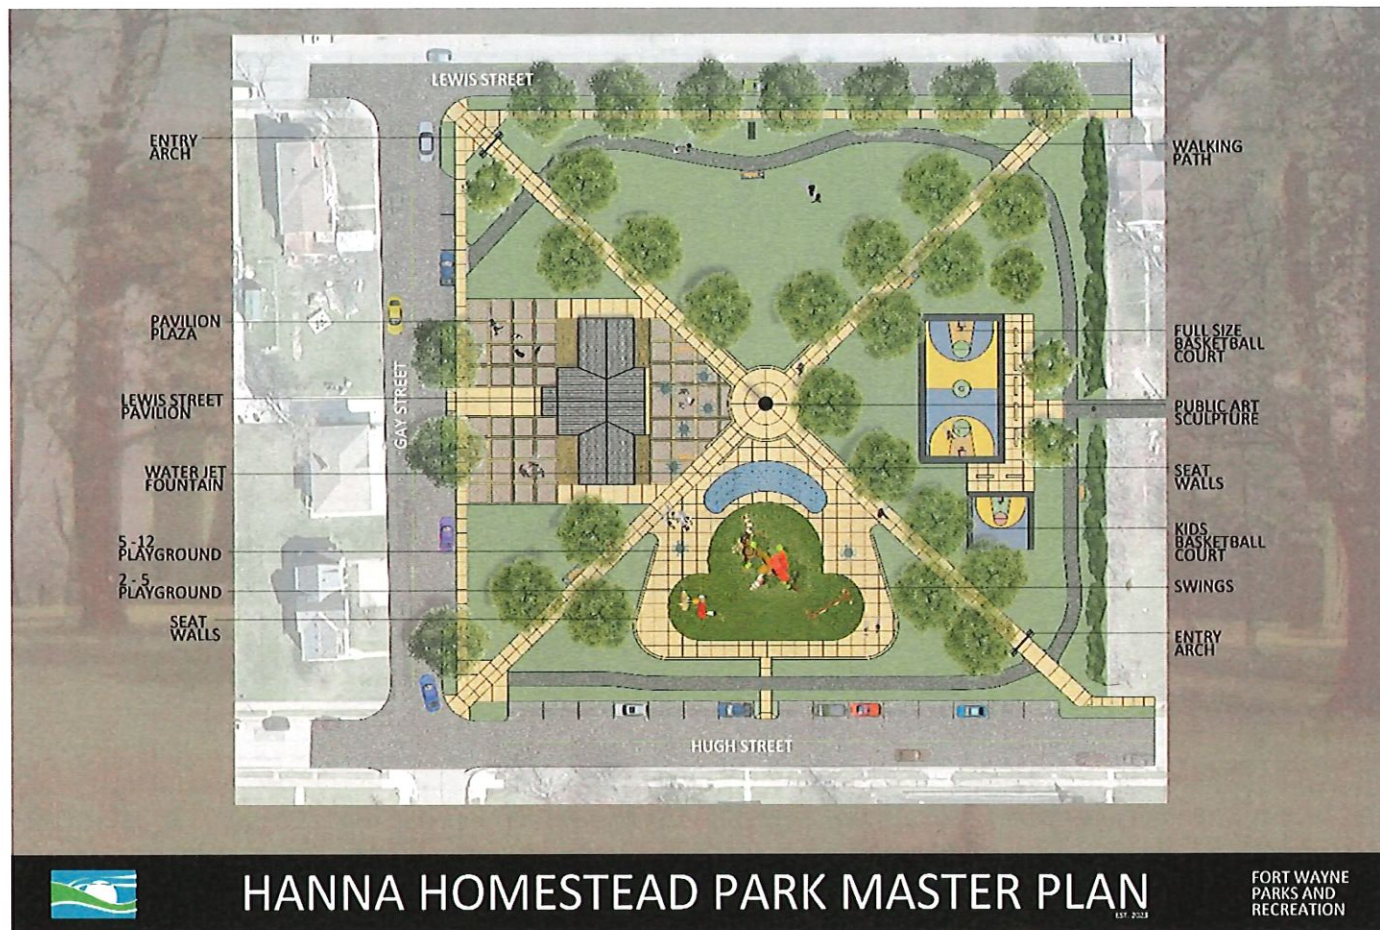 LEWIS STREET
ENTRY
ARCH
PAVILION
PLAZA
LEWIS STREET
PAVILION
WATER JET
FOUNTAIN
5 -12
PLAYGROUND
2 - 5
PLAYGROUND
SEAT
WALLS
GAY STREET
WALKING
PATH
FULL SIZE
BASKETBALL
COURT
PUBLIC ART
SCULPTURE
SEAT
WALLS
KIDS
BASKETBALL
COURT
SWINGS
ENTRY
ARCH
HUGH STREET
HANNA HOMESTEAD PARK MASTER PLAN
EST. 2023
FORT WAYNE
PARKS AND
RECREATION